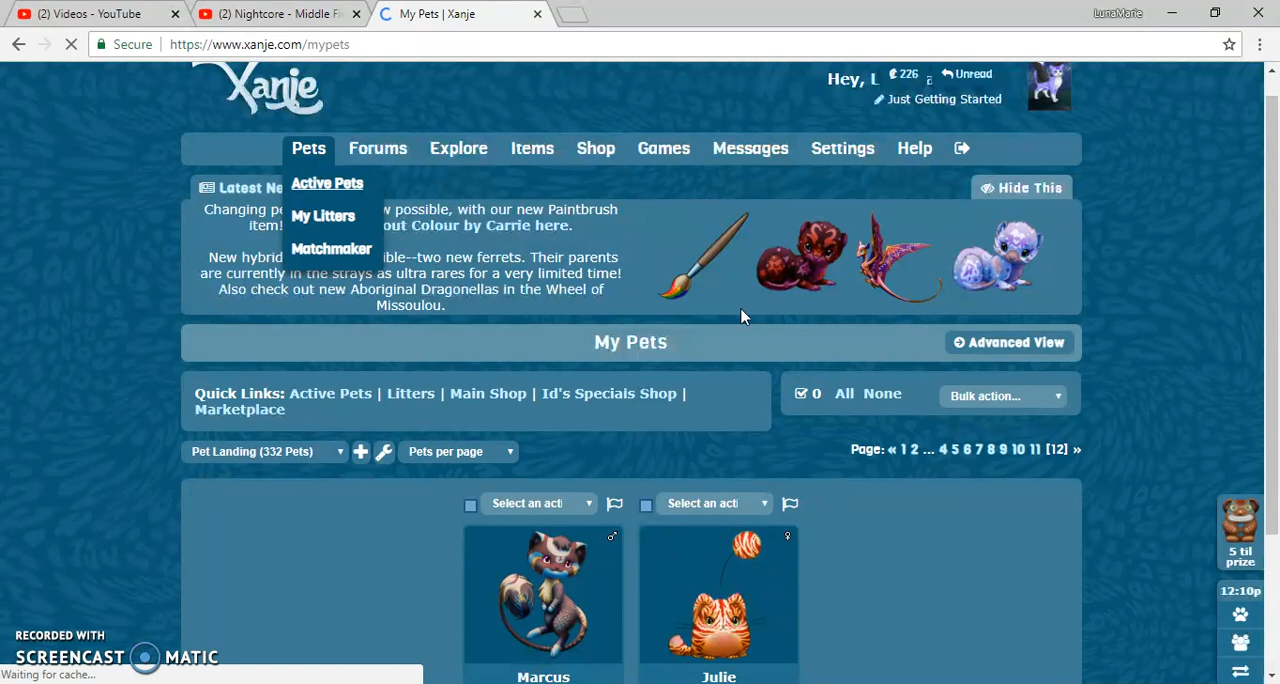 (2) Videos - YouTube
(2) Nightcore - Middle Fi
My Pets | Xanje
LunaMarie
Secure
https://www.xanje.com/mypets
Xanje
Hey, L
226
Unread
Just Getting Started
Pets
Forums
Explore
Items
Shop
Games
Messages
Settings
Help
Active Pets
My Litters
Matchmaker
Latest Ne
Hide This
Changing pe
w possible, with our new Paintbrush
item!
out Colour by Carrie here.
New hybrid
ible--two new ferrets. Their parents
are currently in the strays as ultra rares for a very limited time!
Also check out new Aboriginal Dragonellas in the Wheel of
Missoulou.
My Pets
Advanced View
Quick Links: Active Pets | Litters | Main Shop | Id's Specials Shop |
Marketplace
0 All None
Bulk action...
Pet Landing (332 Pets)
Pets per page
Page: « 1 2 ... 4 5 6 7 8 9 10 11 [12] »
Select an acti
Select an acti
Marcus
Julie
5 til
prize
12:10p
RECORDED WITH
SCREENCAST MATIC
Waiting for cache...